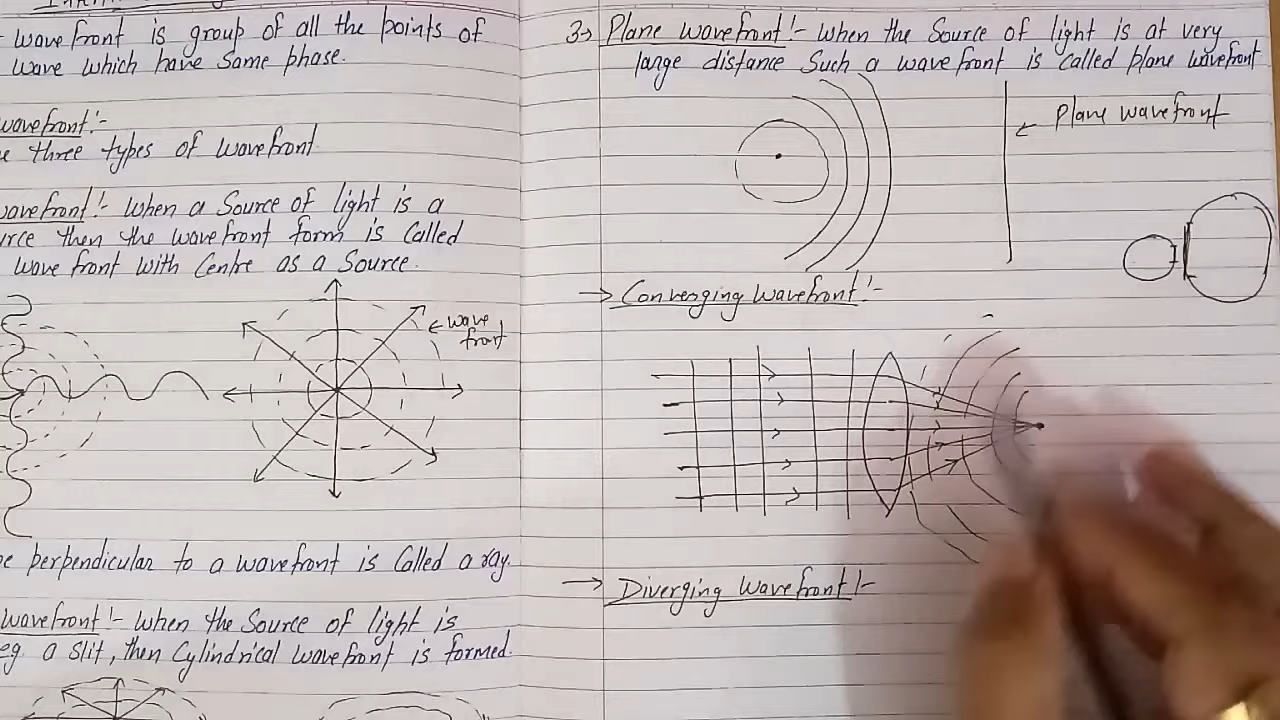 - wavefront is group of all the points of
wave which have same phase.
wavefront:-
three types of wavefront
wavefront:- when a Source of light is a
then the wavefront form is Called
wave front with Centre as a Source.
← wave
front
perpendicular to a wavefront is Called a ray.
wavefront:- when the Source of light is
eg a slit, then Cylindrical wavefront is formed.
3→ Plane wavefront:- when the Source of light is at very
large distance Such a wavefront is called plane wavefront
← Plane wavefront
→ Converging wavefront:-
→ Diverging wavefront:-